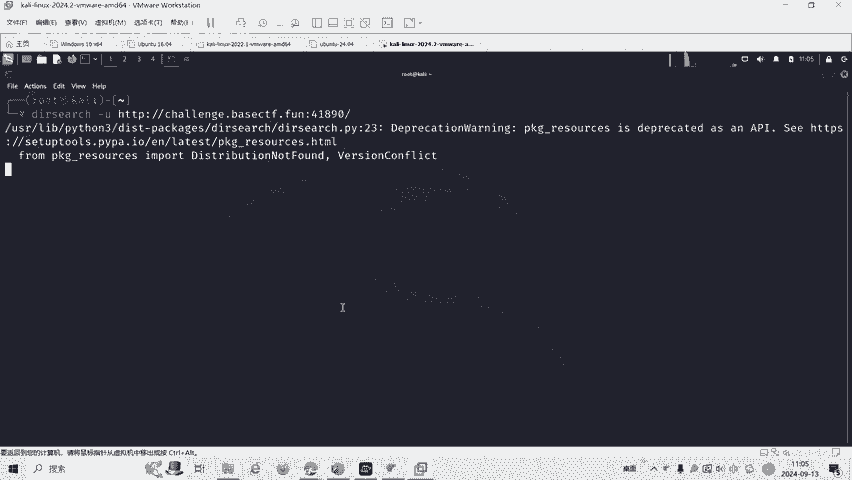 kali-linux-2024.2-vmware-amd64 - VMware Workstation
文件(F) 编辑(E) 查看(V) 虚拟机(M) 选项卡(T) 帮助(H)
主页 Windows 10 x64 Ubuntu 16.04 kali-linux-2022.1-vmware-amd64 ubuntu-24.04 kali-linux-2024.2-vmware-a...
1 2 3 4 11:05
root@kali: ~
File Actions Edit View Help
(root㉿kali)-[~]
dirsearch -u http://challenge.basectf.fun:41890/
/usr/lib/python3/dist-packages/dirsearch/dirsearch.py:23: DeprecationWarning: pkg_resources is deprecated as an API. See https
://setuptools.pypa.io/en/latest/pkg_resources.html
from pkg_resources import DistributionNotFound, VersionConflict
要返回到您的计算机，请将鼠标指针从虚拟机中移出或按 Ctrl+Alt。
搜索
桌面
11:05
2024-09-13